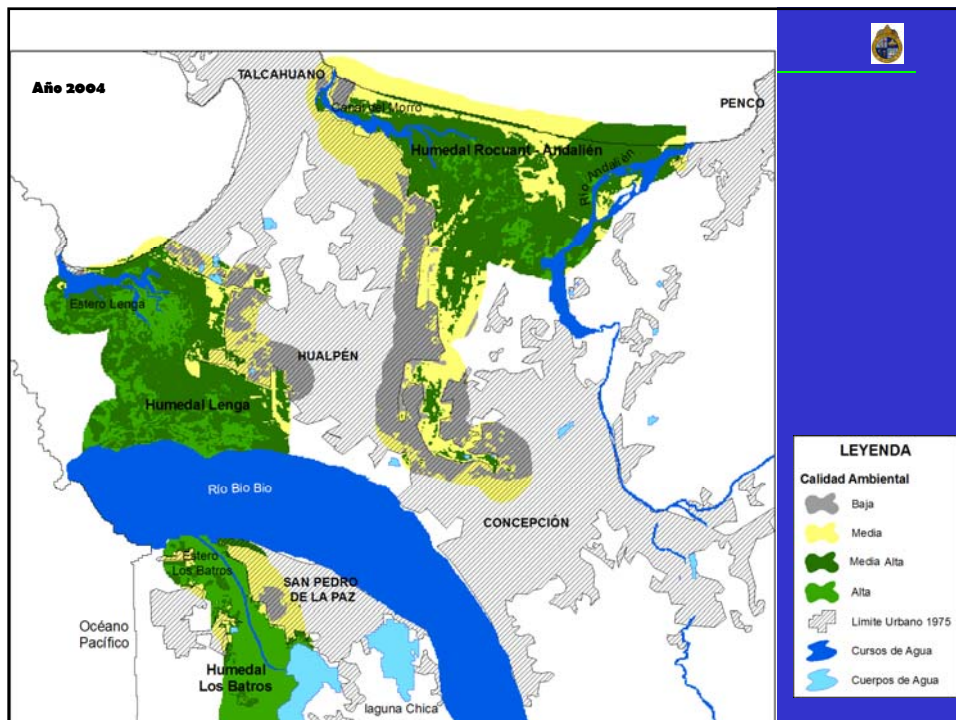 Año 2004
TALCAHUANO
Canal del Morro
PENCO
Humedal Rocuant - Andalién
Río Andalién
Estero Lenga
HUALPÉN
Humedal Lenga
Río Bio Bio
CONCEPCIÓN
Estero
Los Batros
SAN PEDRO
DE LA PAZ
Océano
Pacífico
Humedal
Los Batros
laguna Chica
LEYENDA
Calidad Ambiental
Baja
Media
Media Alta
Alta
Límite Urbano 1975
Cursos de Agua
Cuerpos de Agua